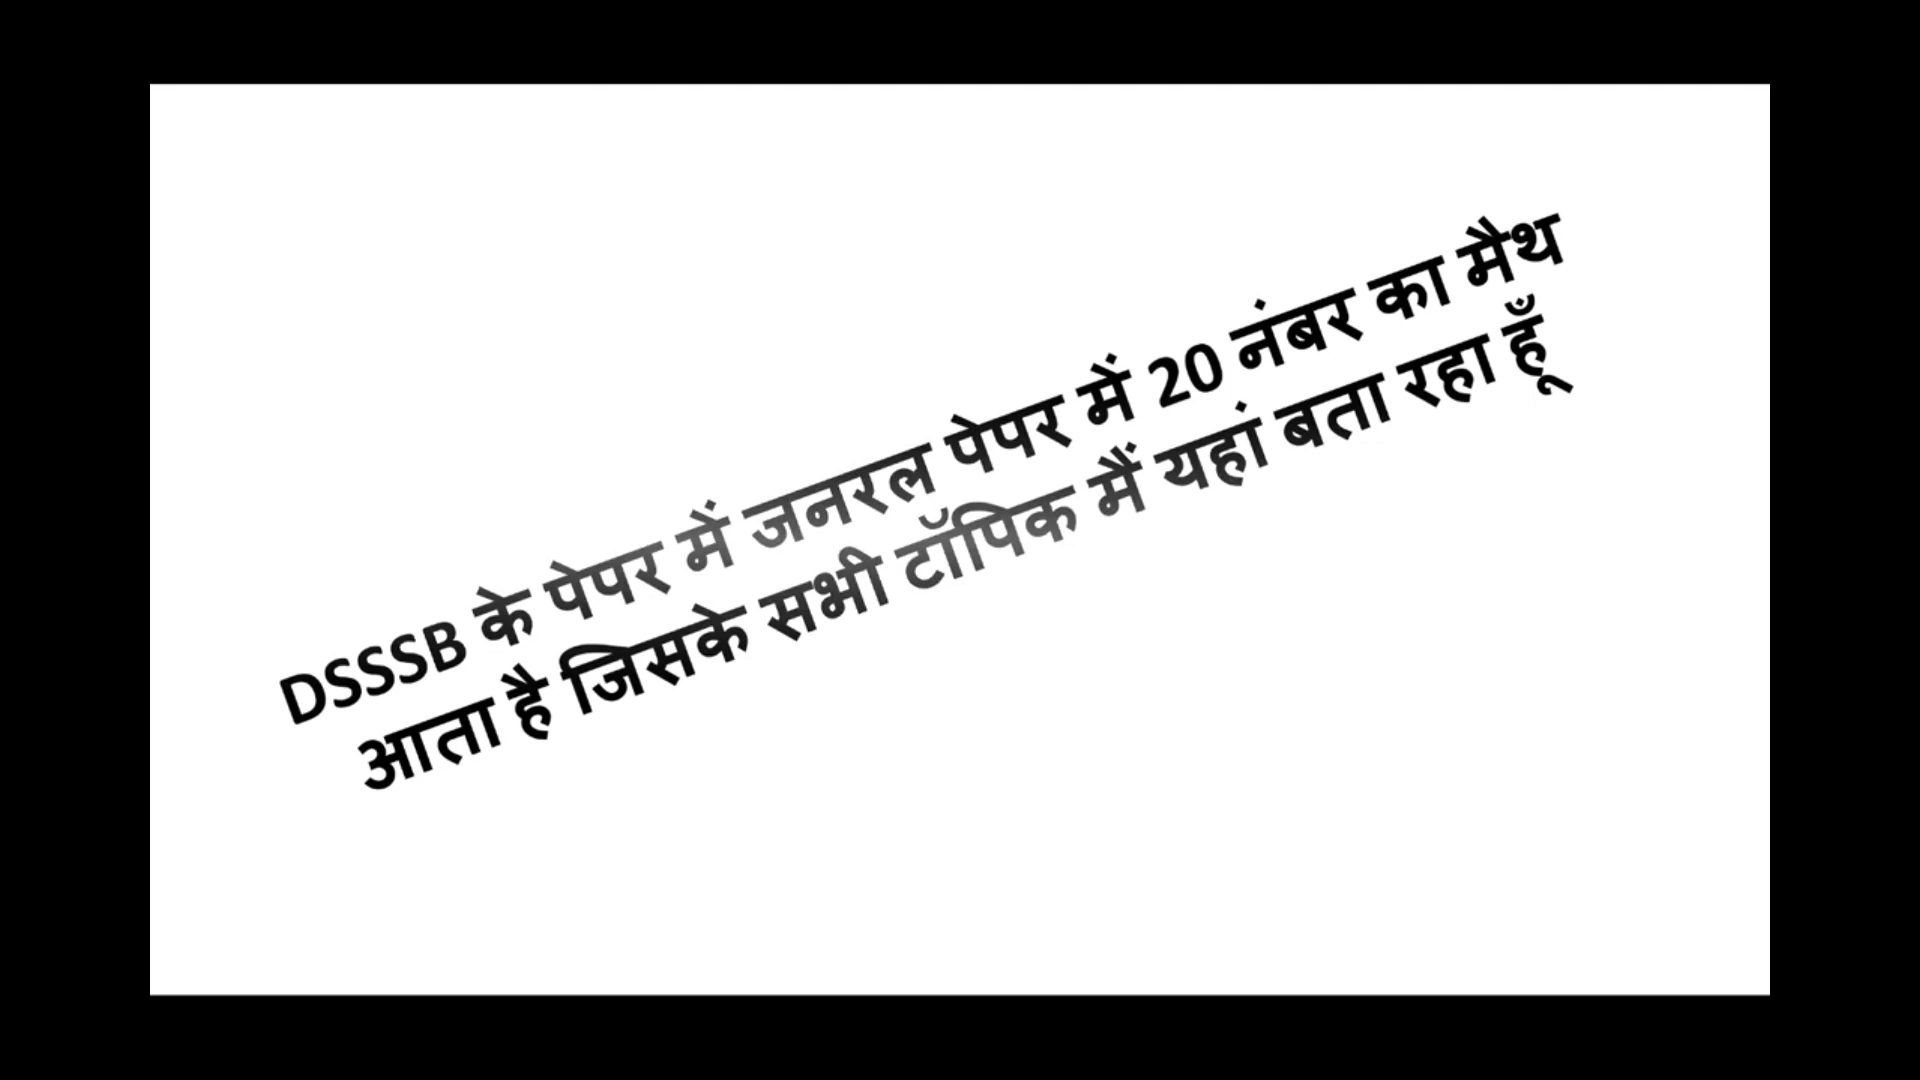 DSSSB के पेपर में जनरल पेपर में 20 नंबर का मैथ
आता है जिसके सभी टॉपिक मैं यहां बता रहा हूँ